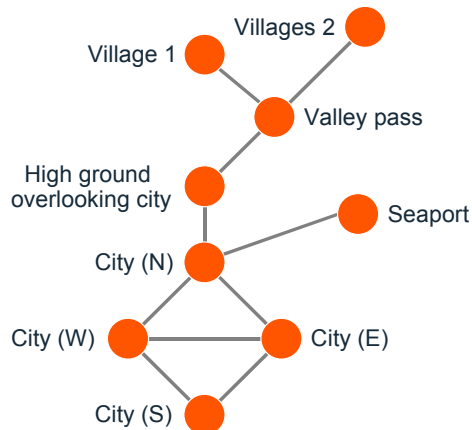 Villages 2
Village 1
Valley pass
High ground
overlooking city
Seaport
City (N)
City (W)
City (E)
City (S)